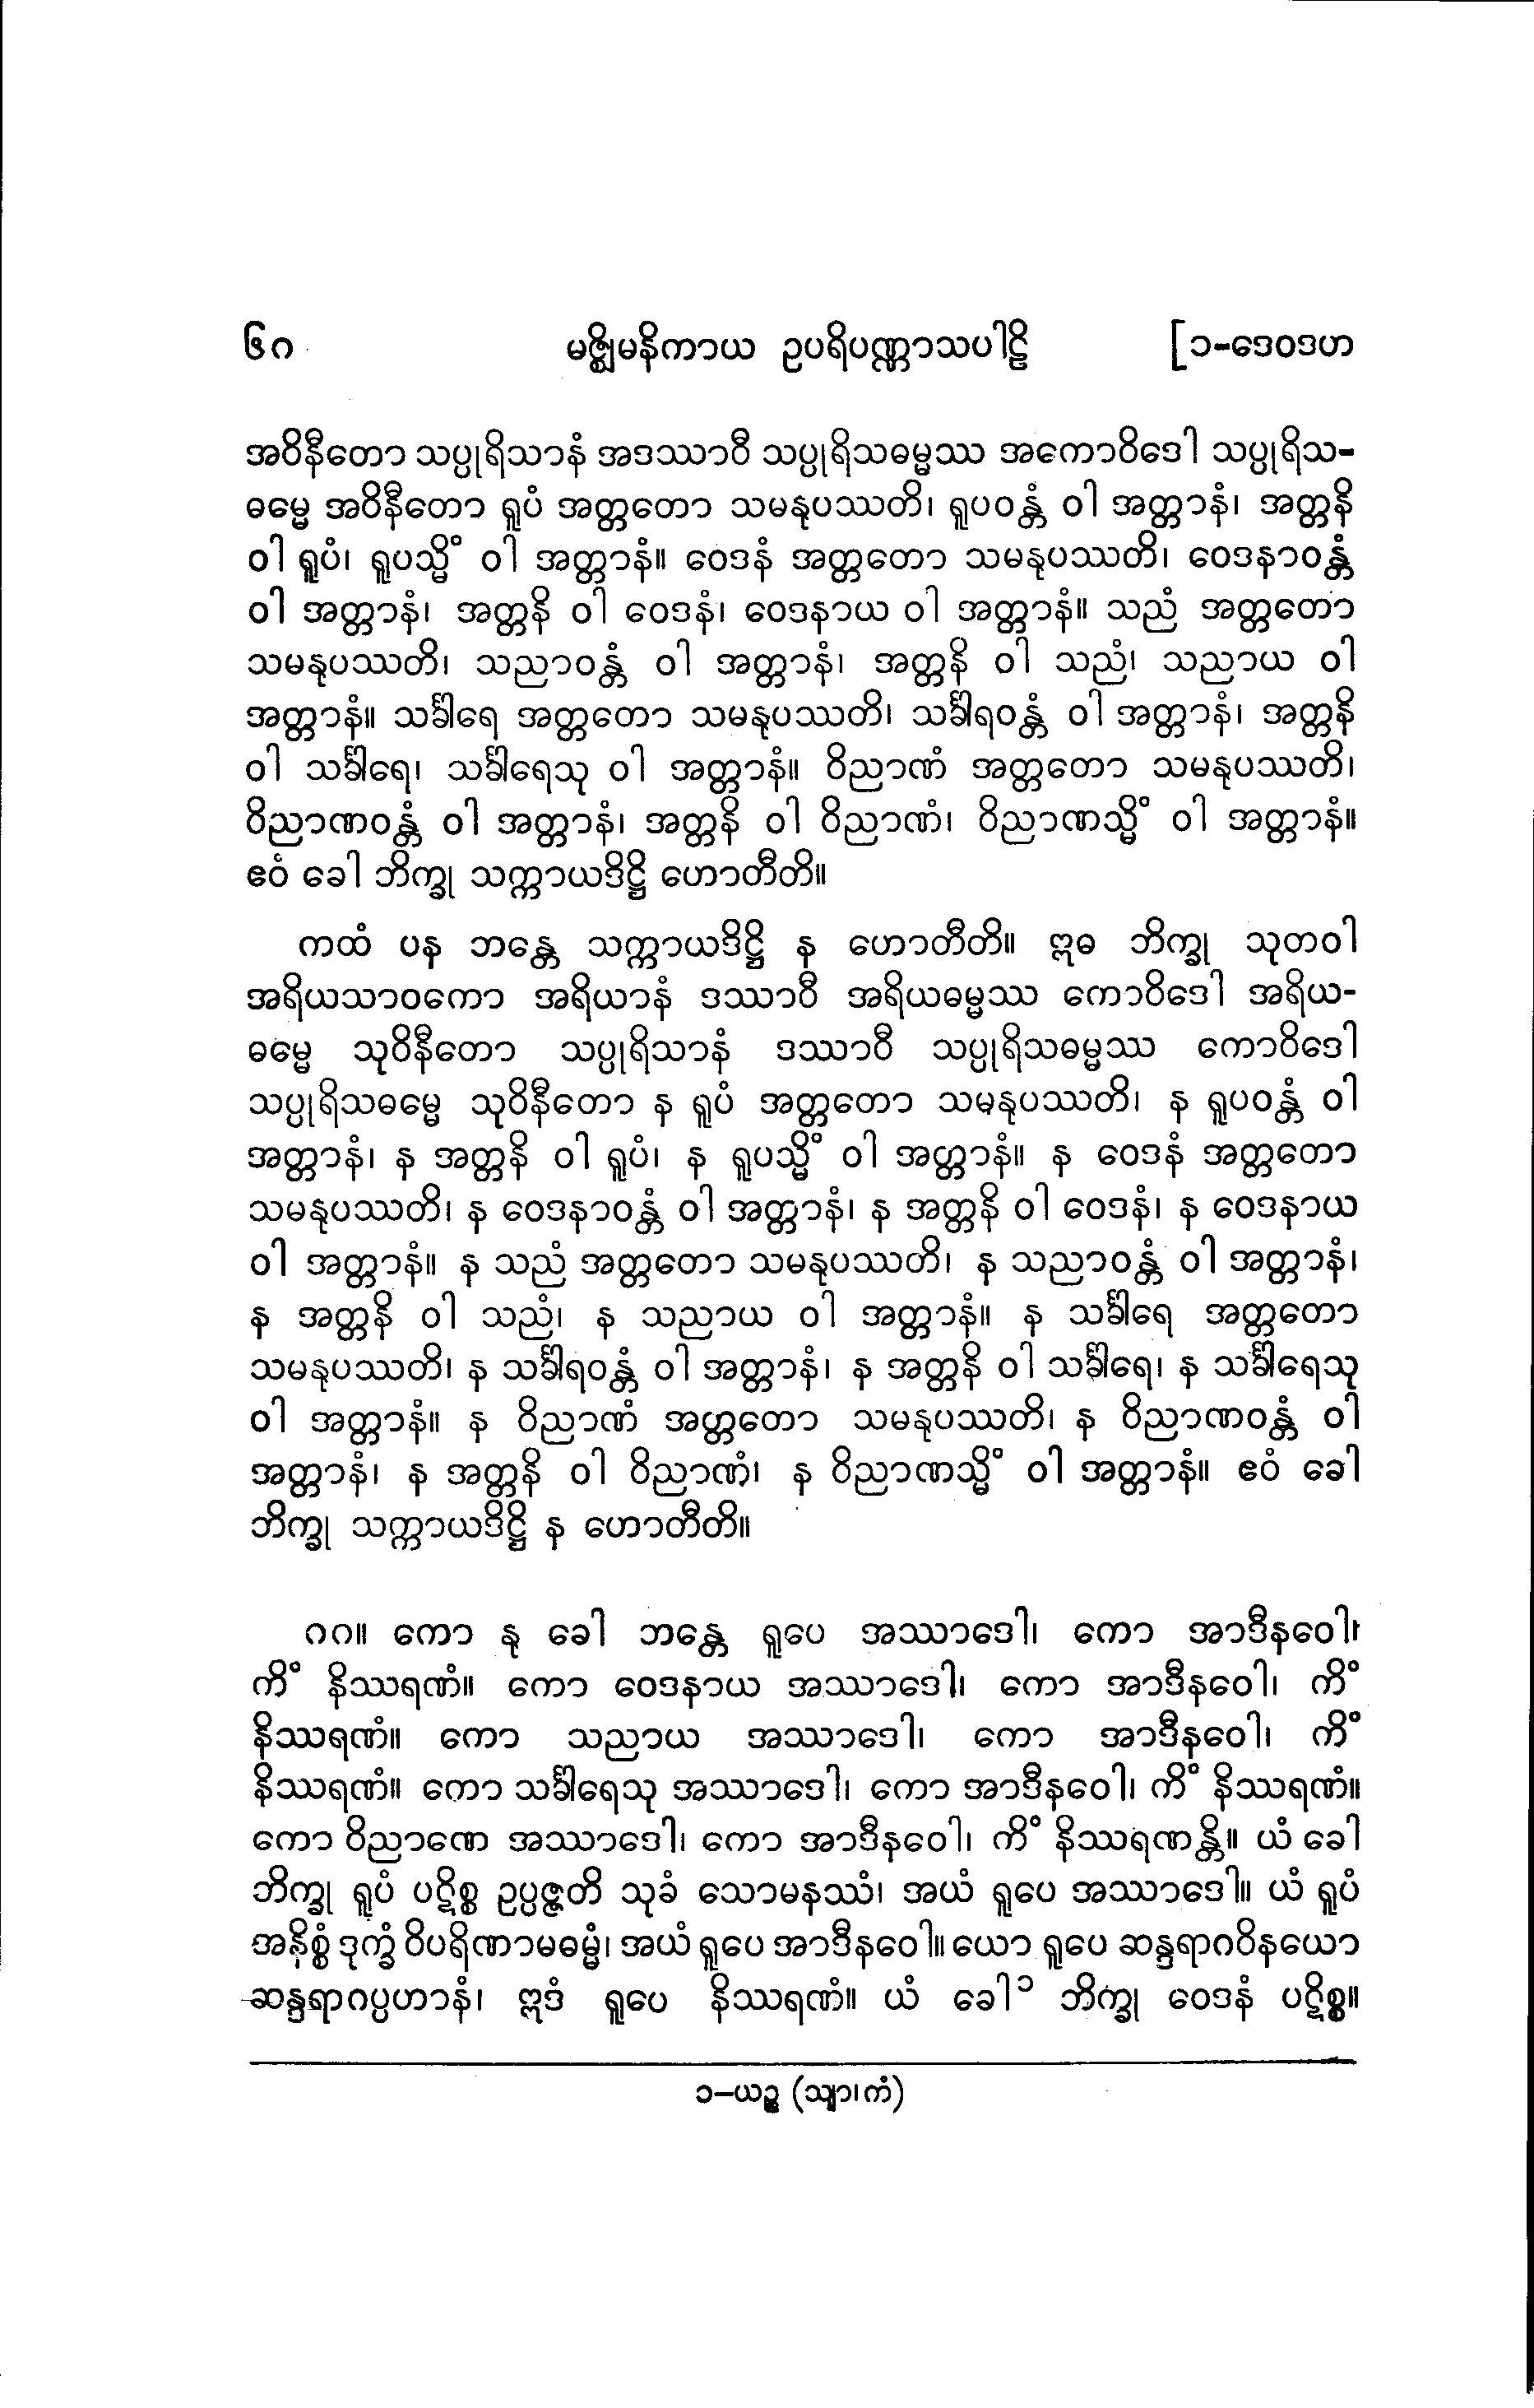 ၆ဂ မဇ္ဈိမနိကာယ ဥပရိပဏ္ဏာသပါဠိ [၁-ဒေဝဒဟ
အဝိနီတော သပ္ပုရိသာနံ အဒဿာဝီ သပ္ပုရိသဓမ္မဿ အကောဝိဒေါ သပ္ပုရိသ-
ဓမ္မေ အဝိနီတော ရူပံ အတ္တတော သမနုပဿတိ၊ ရူပဝန္တံ ဝါ အတ္တာနံ၊ အတ္တနိ
ဝါ ရူပံ၊ ရူပသ္မိံ ဝါ အတ္တာနံ။ ဝေဒနံ အတ္တတော သမနုပဿတိ၊ ဝေဒနာဝန္တံ
ဝါ အတ္တာနံ၊ အတ္တနိ ဝါ ဝေဒနံ၊ ဝေဒနာယ ဝါ အတ္တာနံ။ သညံ အတ္တတော
သမနုပဿတိ၊ သညာဝန္တံ ဝါ အတ္တာနံ၊ အတ္တနိ ဝါ သညံ၊ သညာယ ဝါ
အတ္တာနံ။ သင်္ခါရေ အတ္တတော သမနုပဿတိ၊ သင်္ခါရဝန္တံ ဝါ အတ္တာနံ၊ အတ္တနိ
ဝါ သင်္ခါရေ၊ သင်္ခါရေသု ဝါ အတ္တာနံ။ ဝိညာဏံ အတ္တတော သမနုပဿတိ၊
ဝိညာဏဝန္တံ ဝါ အတ္တာနံ၊ အတ္တနိ ဝါ ဝိညာဏံ၊ ဝိညာဏသ္မိံ ဝါ အတ္တာနံ။
ဧဝံ ခေါ ဘိက္ခု သက္ကာယဒိဋ္ဌိ ဟောတီတိ။
ကထံ ပန ဘန္တေ သက္ကာယဒိဋ္ဌိ န ဟောတီတိ။ ဣဓ ဘိက္ခု သုတဝါ
အရိယသာဝကော အရိယာနံ ဒဿာဝီ အရိယဓမ္မဿ ကောဝိဒေါ အရိယ-
ဓမ္မေ သုဝိနီတော သပ္ပုရိသာနံ ဒဿာဝီ သပ္ပုရိသဓမ္မဿ ကောဝိဒေါ
သပ္ပုရိသဓမ္မေ သုဝိနီတော န ရူပံ အတ္တတော သမနုပဿတိ၊ န ရူပဝန္တံ ဝါ
အတ္တာနံ၊ န အတ္တနိ ဝါ ရူပံ၊ န ရူပသ္မိံ ဝါ အတ္တာနံ။ န ဝေဒနံ အတ္တတော
သမနုပဿတိ၊ န ဝေဒနာဝန္တံ ဝါ အတ္တာနံ၊ န အတ္တနိ ဝါ ဝေဒနံ၊ န ဝေဒနာယ
ဝါ အတ္တာနံ။ န သညံ အတ္တတော သမနုပဿတိ၊ န သညာဝန္တံ ဝါ အတ္တာနံ၊
န အတ္တနိ ဝါ သညံ၊ န သညာယ ဝါ အတ္တာနံ။ န သင်္ခါရေ အတ္တတော
သမနုပဿတိ၊ န သင်္ခါရဝန္တံ ဝါ အတ္တာနံ၊ န အတ္တနိ ဝါ သင်္ခါရေ၊ န သင်္ခါရေသု
ဝါ အတ္တာနံ။ န ဝိညာဏံ အတ္တတော သမနုပဿတိ၊ န ဝိညာဏဝန္တံ ဝါ
အတ္တာနံ၊ န အတ္တနိ ဝါ ဝိညာဏံ၊ န ဝိညာဏသ္မိံ ဝါ အတ္တာနံ။ ဧဝံ ခေါ
ဘိက္ခု သက္ကာယဒိဋ္ဌိ န ဟောတီတိ။
ဂဂ။ ကော နု ခေါ ဘန္တေ ရူပေ အဿာဒေါ၊ ကော အာဒီနဝေါ၊
ကိံ နိဿရဏံ။ ကော ဝေဒနာယ အဿာဒေါ၊ ကော အာဒီနဝေါ၊ ကိံ
နိဿရဏံ။ ကော သညာယ အဿာဒေါ၊ ကော အာဒီနဝေါ၊ ကိံ
နိဿရဏံ။ ကော သင်္ခါရေသု အဿာဒေါ၊ ကော အာဒီနဝေါ၊ ကိံ နိဿရဏံ။
ကော ဝိညာဏေ အဿာဒေါ၊ ကော အာဒီနဝေါ၊ ကိံ နိဿရဏန္တိ။ ယံ ခေါ
ဘိက္ခု ရူပံ ပဋိစ္စ ဥပ္ပဇ္ဇတိ သုခံ သောမနဿံ၊ အယံ ရူပေ အဿာဒေါ။ ယံ ရူပံ
အနိစ္စံ ဒုက္ခံ ဝိပရိဏာမဓမ္မံ၊ အယံ ရူပေ အာဒီနဝေါ။ ယော ရူပေ ဆန္ဒရာဂဝိနယော
ဆန္ဒရာဂပ္ပဟာနံ၊ ဣဒံ ရူပေ နိဿရဏံ။ ယံ ခေါ၁ ဘိက္ခု ဝေဒနံ ပဋိစ္စ။
၁–ယဉ္စ (သျာ၊ကံ)